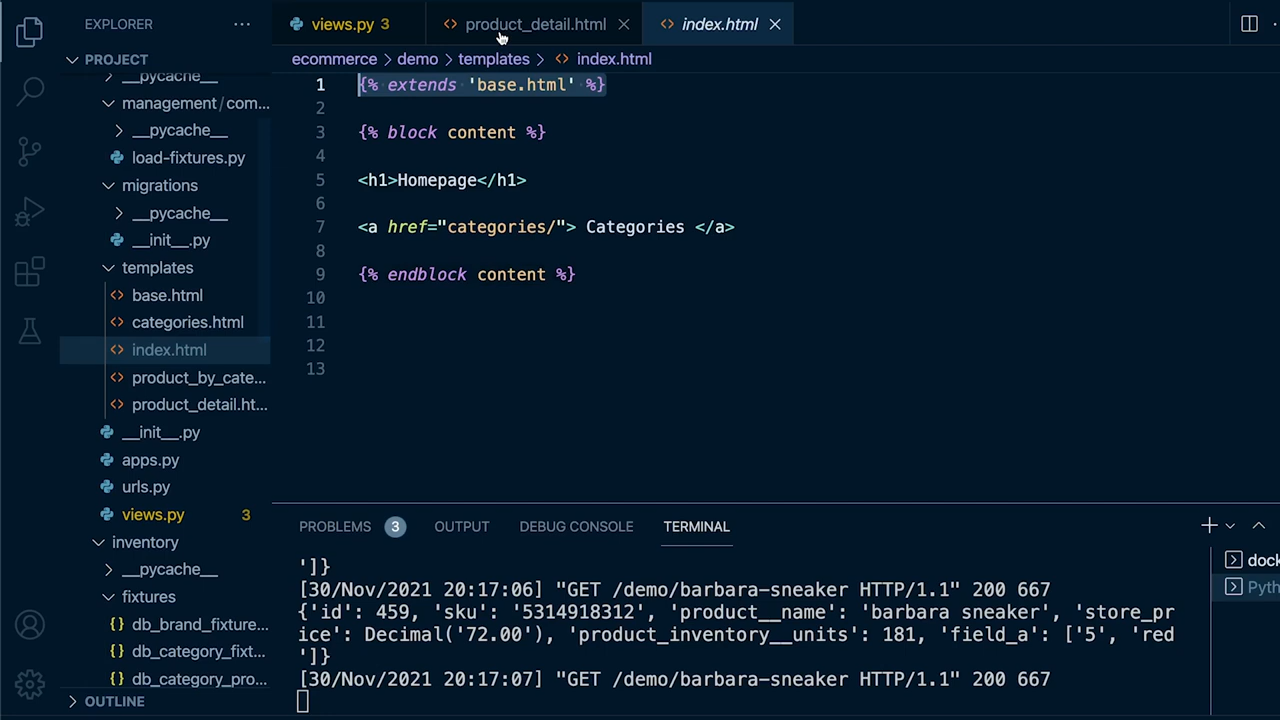 EXPLORER
PROJECT
__pycache__
management/com...
__pycache__
load-fixtures.py
migrations
__pycache__
__init__.py
templates
base.html
categories.html
index.html
product_by_cate...
product_detail.ht...
__init__.py
apps.py
urls.py
views.py 3
inventory
__pycache__
fixtures
db_brand_fixture...
db_category_fixt...
db_category_pro...
OUTLINE
views.py 3
product_detail.html
index.html
ecommerce > demo > templates > index.html
1 {% extends 'base.html' %}
2
3 {% block content %}
4
5 <h1>Homepage</h1>
6
7 <a href="categories/"> Categories </a>
8
9 {% endblock content %}
10
11
12
13
PROBLEMS 3 OUTPUT DEBUG CONSOLE TERMINAL
']}
[30/Nov/2021 20:17:06] "GET /demo/barbara-sneaker HTTP/1.1" 200 667
{'id': 459, 'sku': '5314918312', 'product__name': 'barbara sneaker', 'store_pr
ice': Decimal('72.00'), 'product_inventory__units': 181, 'field_a': ['5', 'red
']}
[30/Nov/2021 20:17:07] "GET /demo/barbara-sneaker HTTP/1.1" 200 667
dock
Pyth